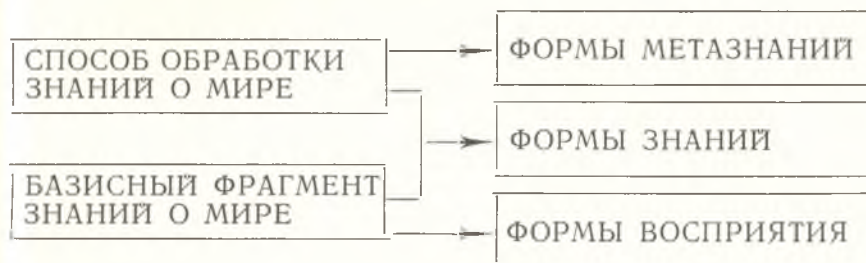 СПОСОБ ОБРАБОТКИ
ЗНАНИЙ О МИРЕ
БАЗИСНЫЙ ФРАГМЕНТ
ЗНАНИЙ О МИРЕ
ФОРМЫ МЕТАЗНАНИЙ
ФОРМЫ ЗНАНИЙ
ФОРМЫ ВОСПРИЯТИЯ